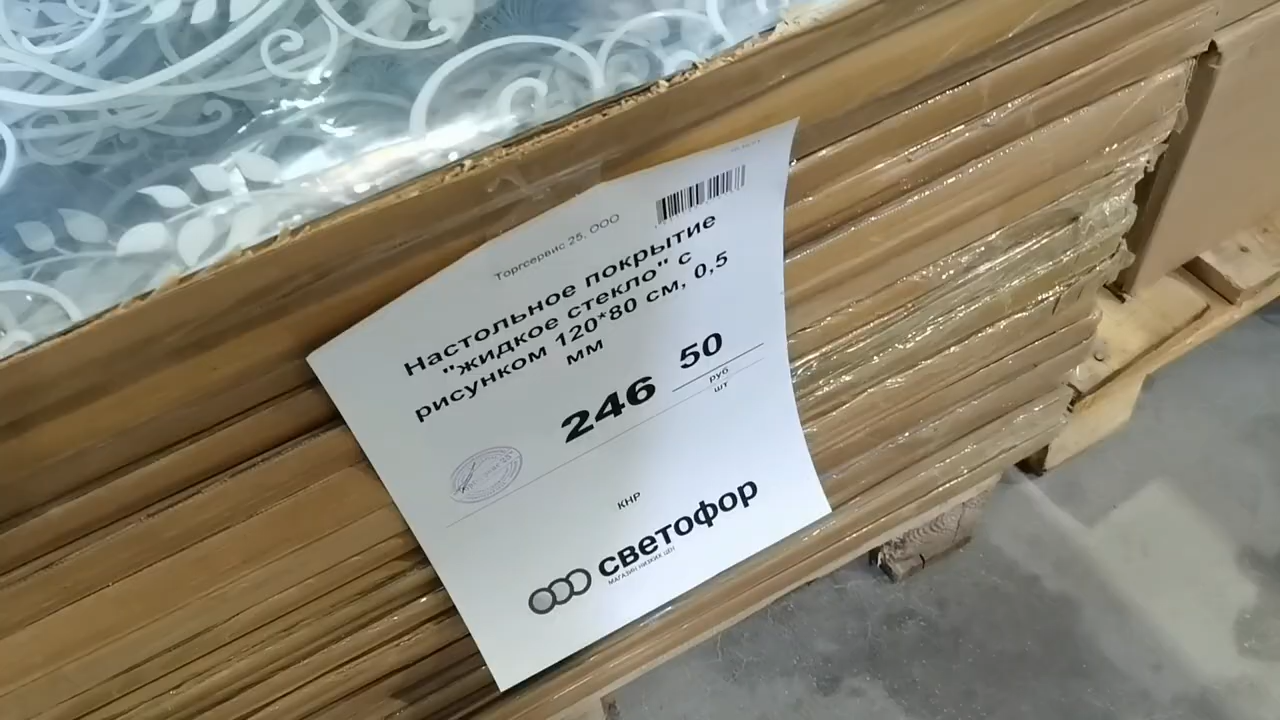 Торгсервис 25, ООО
Настольное покрытие
"жидкое стекло" с
рисунком 120*80 см, 0,5
мм
246 50
руб
шт
КНР
светофор
МАГАЗИН НИЗКИХ ЦЕН